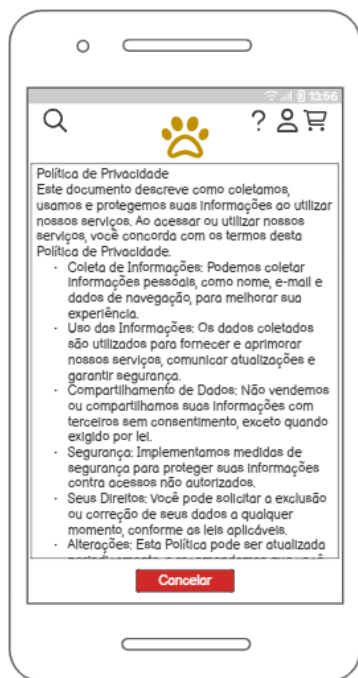 13:56
?
Política de Privacidade
Este documento descreve como coletamos,
usamos e protegemos suas informações ao utilizar
nossos serviços. Ao acessar ou utilizar nossos
serviços, você concorda com os termos desta
Política de Privacidade.
· Coleta de Informações: Podemos coletar
informações pessoais, como nome, e-mail e
dados de navegação, para melhorar sua
experiência.
· Uso das Informações: Os dados coletados
são utilizados para fornecer e aprimorar
nossos serviços, comunicar atualizações e
garantir segurança.
· Compartilhamento de Dados: Não vendemos
ou compartilhamos suas informações com
terceiros sem consentimento, exceto quando
exigido por lei.
· Segurança: Implementamos medidas de
segurança para proteger suas informações
contra acessos não autorizados.
· Seus Direitos: Você pode solicitar a exclusão
ou correção de seus dados a qualquer
momento, conforme as leis aplicáveis.
· Alterações: Esta Política pode ser atualizada
Cancelar